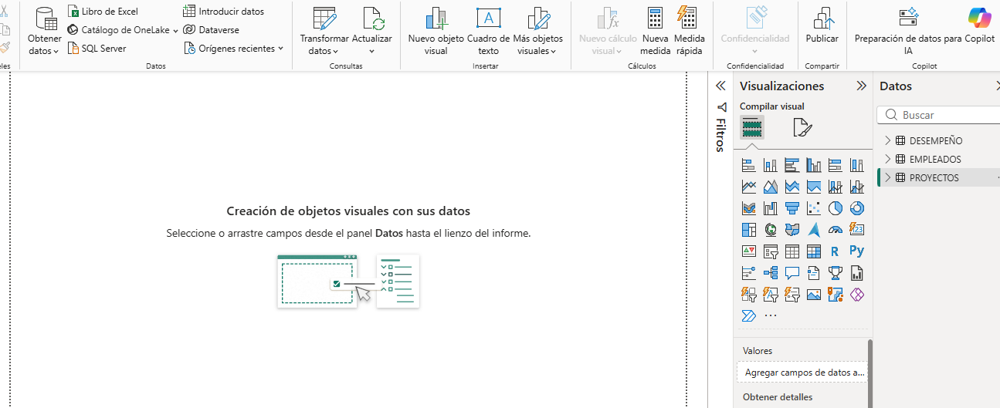 Libro de Excel
Catálogo de OneLake
SQL Server
Obtener
datos
Introducir datos
Dataverse
Orígenes recientes
Datos
Transformar
datos
Actualizar
Consultas
Nuevo objeto
visual
Cuadro de
texto
Más objetos
visuales
Insertar
Nuevo cálculo
visual
Nueva
medida
Medida
rápida
Cálculos
Confidencialidad
Confidencialidad
Publicar
Compartir
Preparación de datos para
IA
Copilot
Copilot
eles
Creación de objetos visuales con sus datos
Seleccione o arrastre campos desde el panel Datos hasta el lienzo del informe.
Filtros
Visualizaciones
Compilar visual
123
R
Py
Valores
Agregar campos de datos a...
Obtener detalles
Datos
Buscar
DESEMPEÑO
EMPLEADOS
PROYECTOS